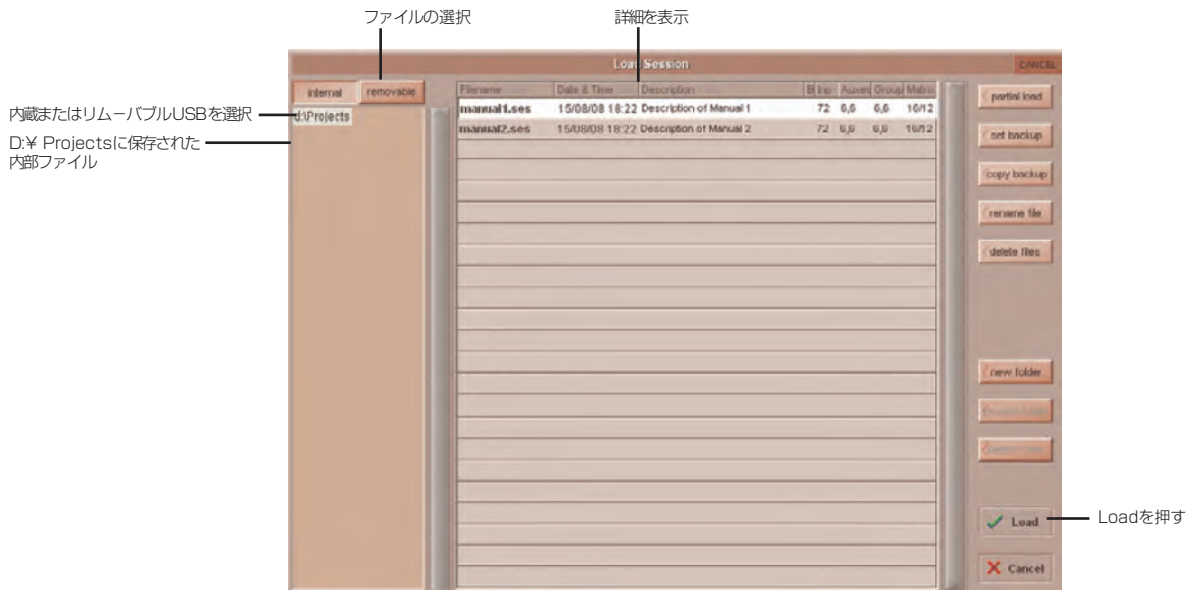 ファイルの選択
詳細を表示
Load Session
CANCEL
internal
removable
Filename
Date & Time
Description
B
Inp
Auxes
Group
Matrix
内蔵またはリムーバブルUSBを選択
d:\Projects
manual1.ses
15/08/08 18:22
Description of Manual 1
72
6,6
6,6
16/12
manual2.ses
15/08/08 18:22
Description of Manual 2
72
6,6
6,6
16/12
D:¥ Projectsに保存された
内部ファイル
partial load
set backup
copy backup
rename file
delete files
new folder
Load
Loadを押す
Cancel